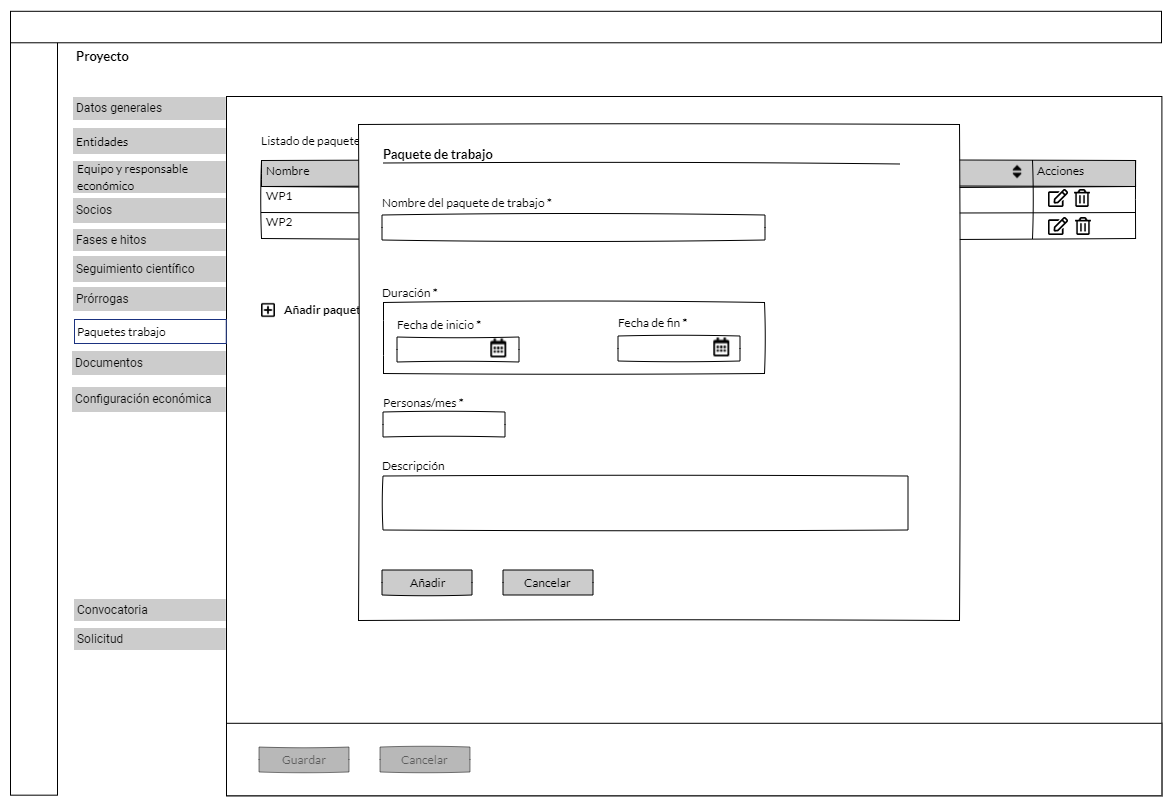 Proyecto
Datos generales
Entidades
Equipo y responsable
económico
Socios
Fases e hitos
Seguimiento científico
Prórrogas
Paquetes trabajo
Documentos
Configuración económica
Convocatoria
Solicitud
Listado de paquete
Nombre
Acciones
WP1
WP2
Añadir paquet
Paquete de trabajo
Nombre del paquete de trabajo *
Duración *
Fecha de inicio *
Fecha de fin *
Personas/mes *
Descripción
Añadir
Cancelar
Guardar
Cancelar